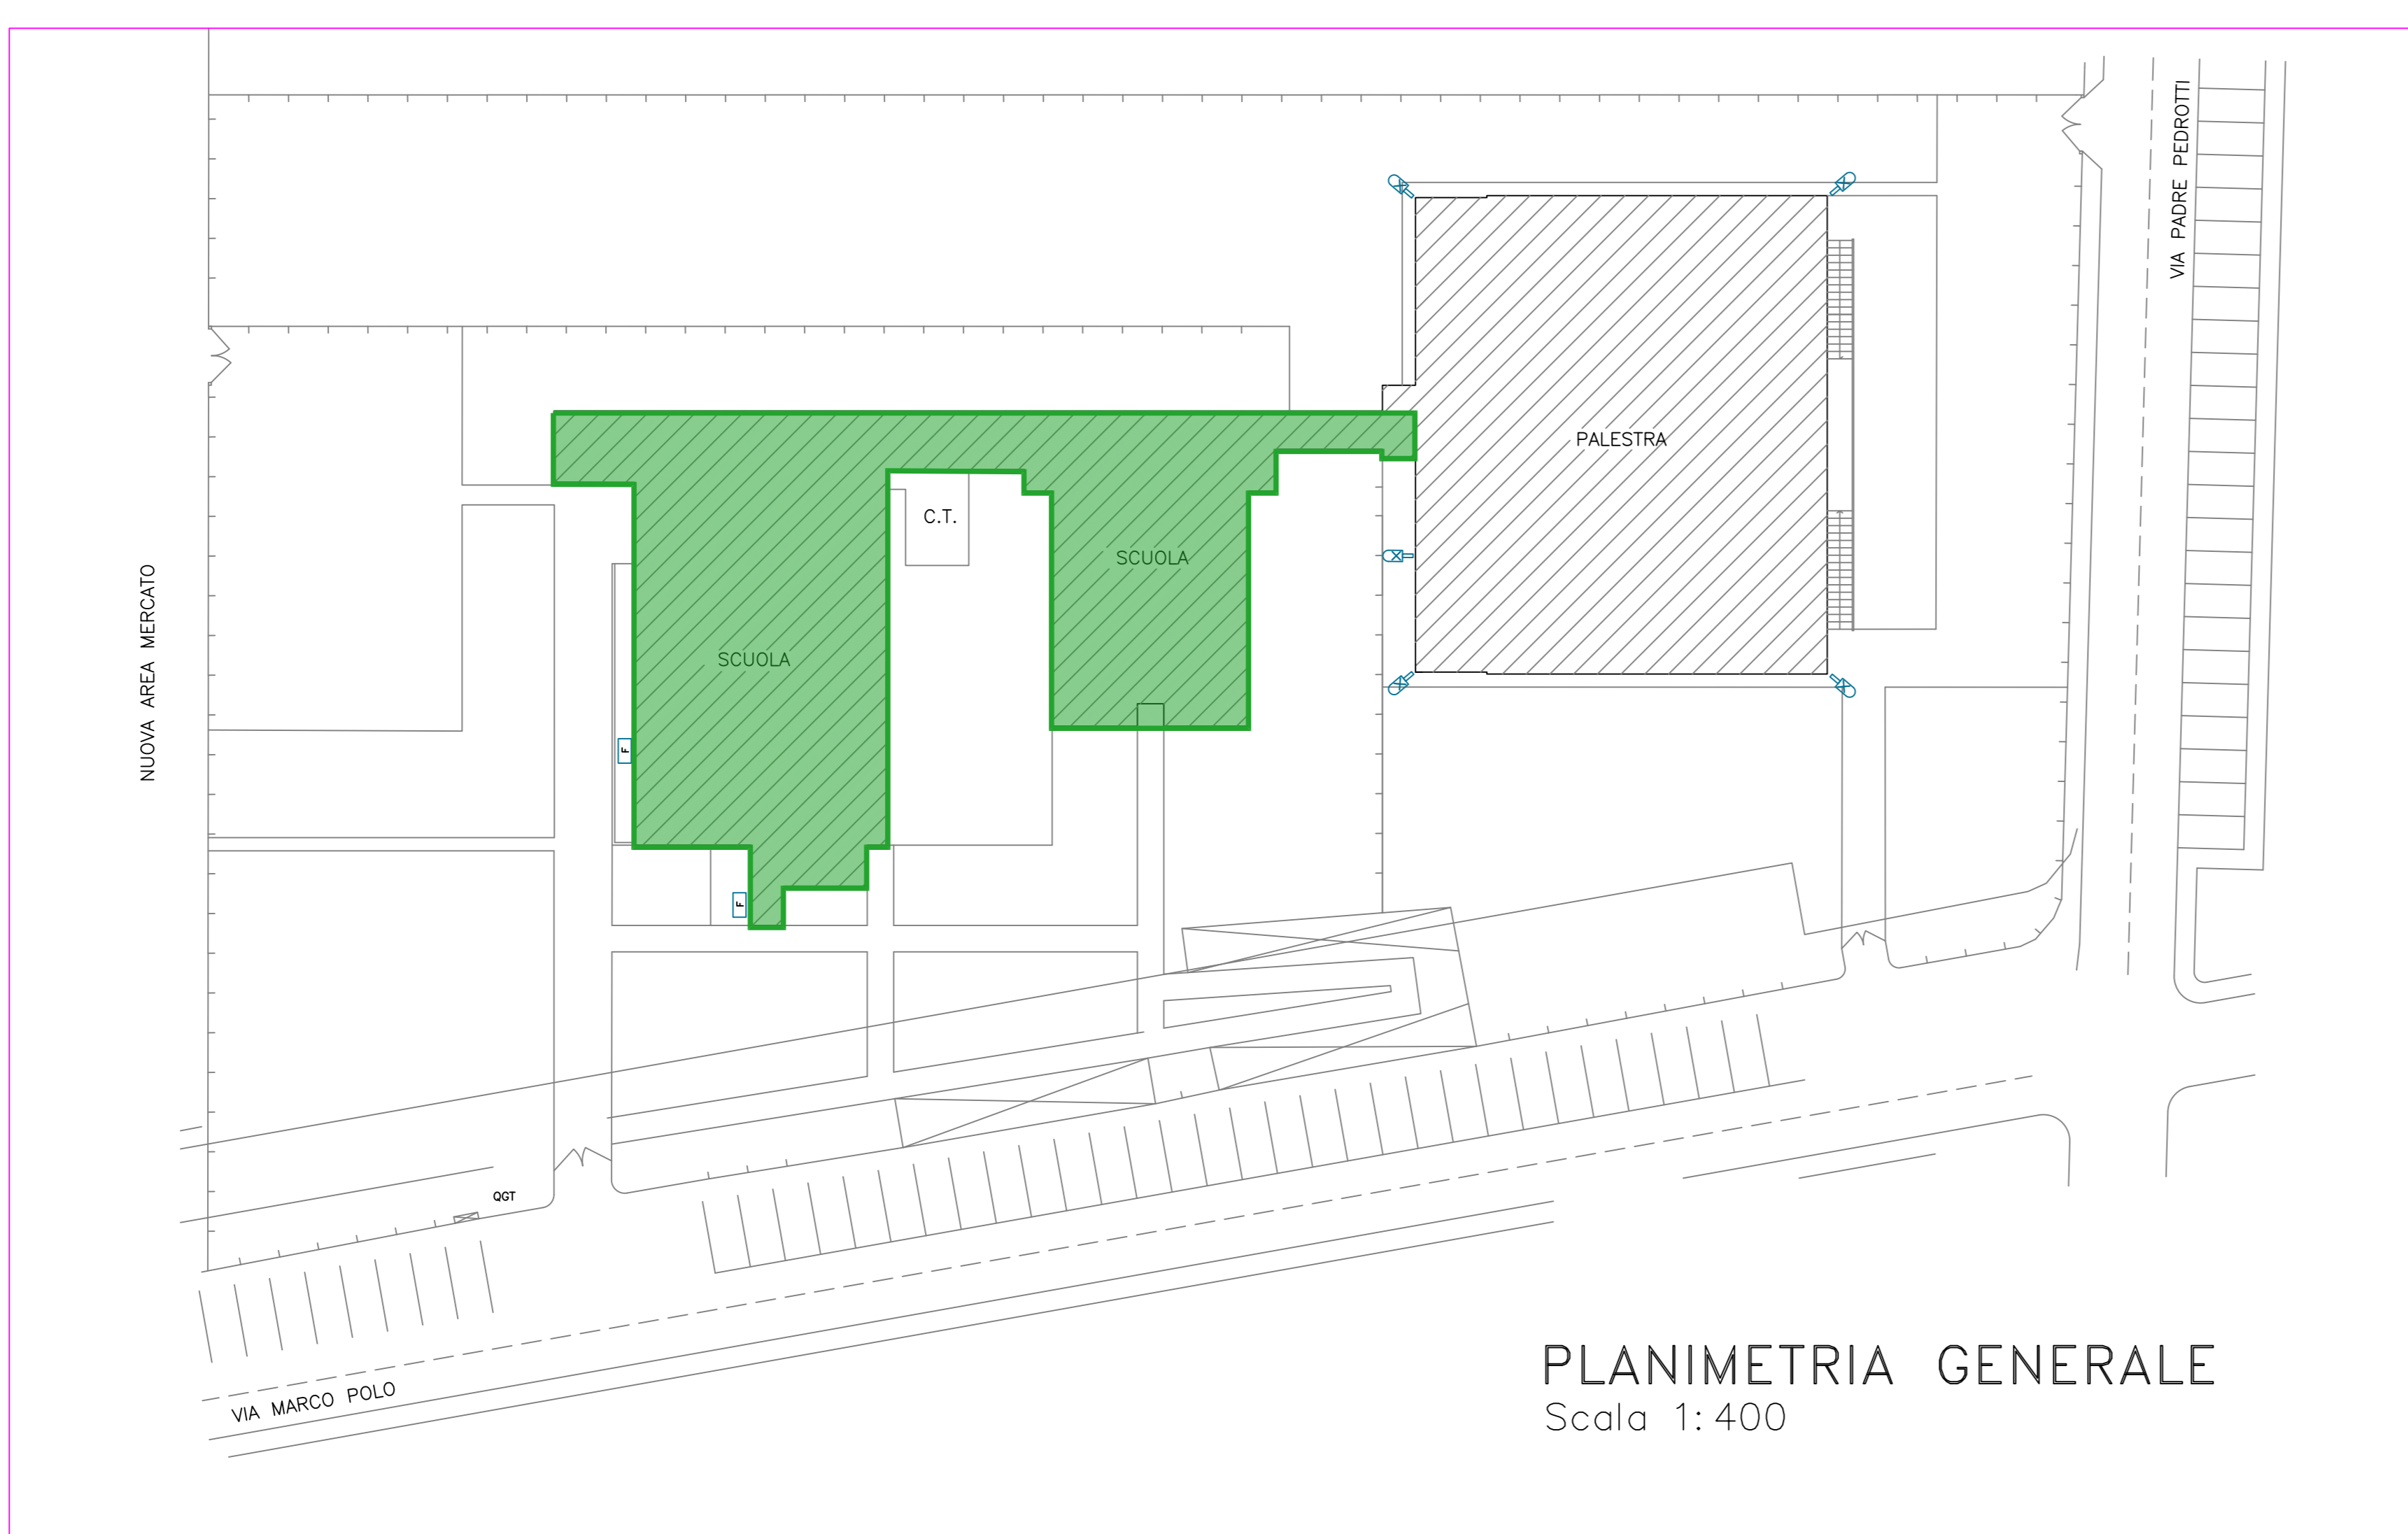 VIA PADRE PEDROTTI
PALESTRA
C.T.
SCUOLA
SCUOLA
NUOVA AREA MERCATO
F
F
QGT
PLANIMETRIA GENERALE
Scala 1:400
VIA MARCO POLO